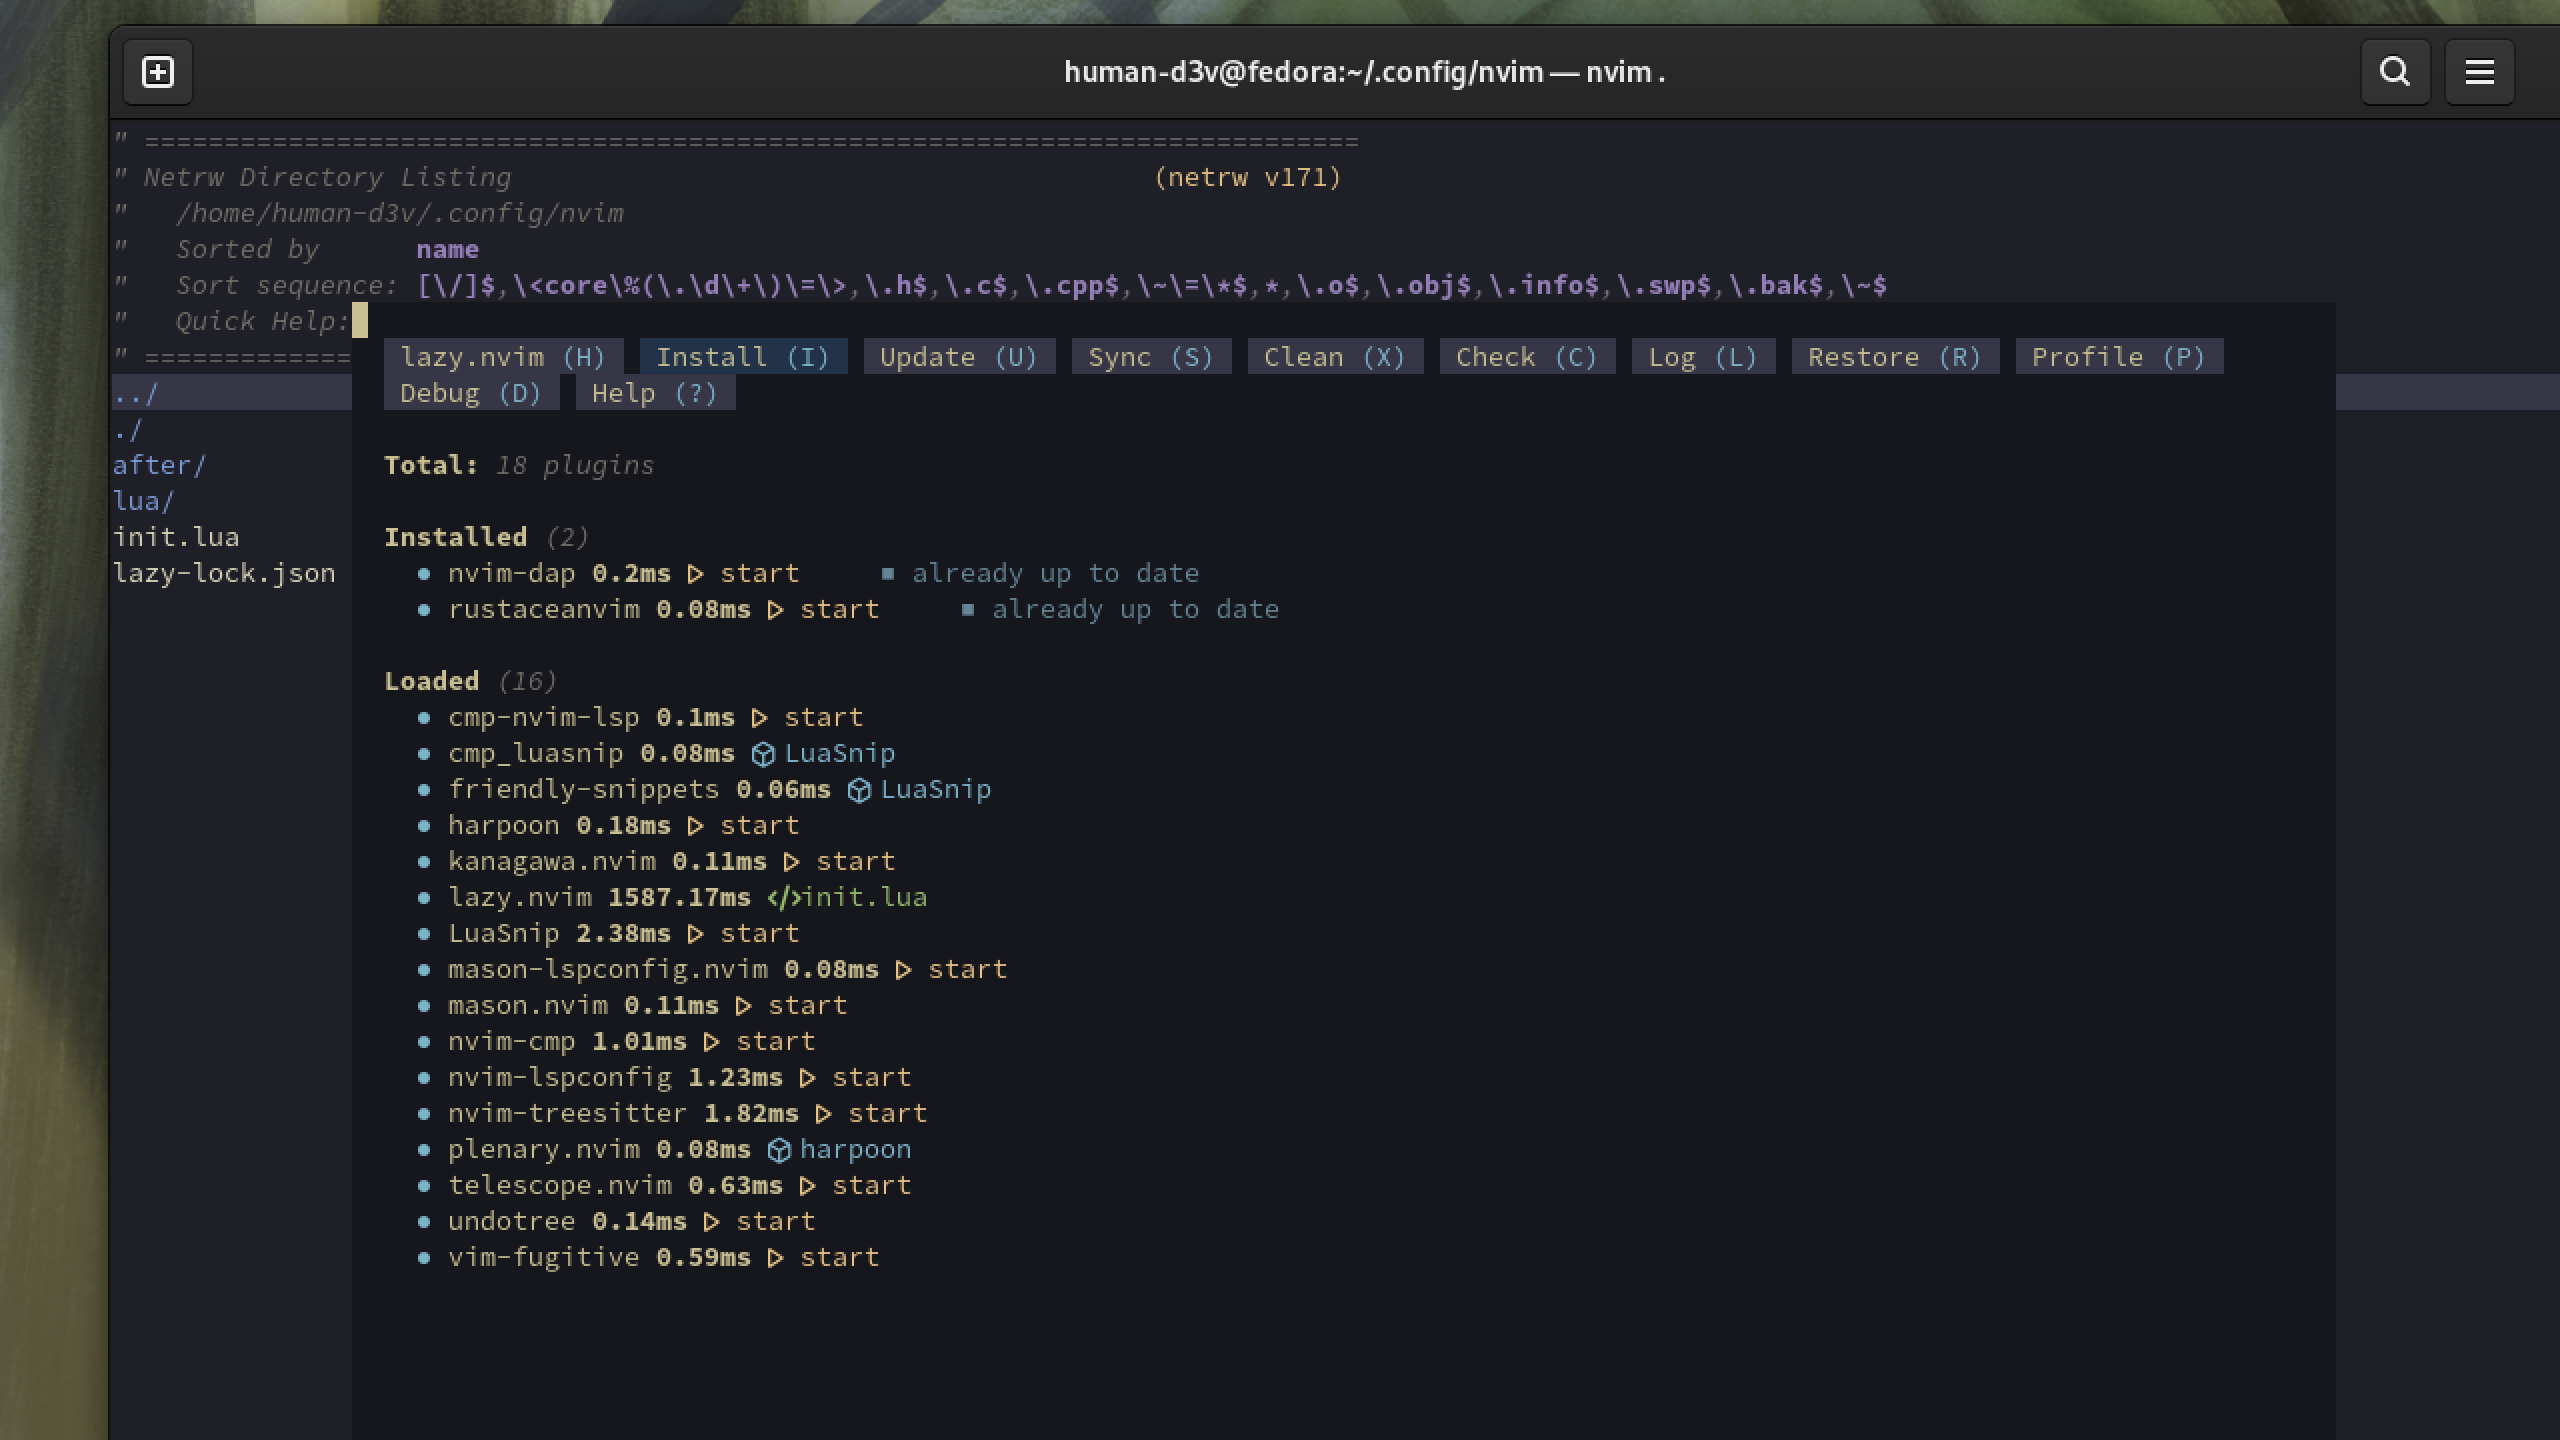 human-d3v@fedora:~/.config/nvim — nvim .
" ============================================================================
" Netrw Directory Listing                                        (netrw v171)
"   /home/human-d3v/.config/nvim
"   Sorted by      name
"   Sort sequence: [\/]$,\<core\%(\.\d\+\)\=\>,\.h$,\.c$,\.cpp$,\~\=\*$,*,\.o$,\.obj$,\.info$,\.swp$,\.bak$,\~$
"   Quick Help:
" =============
lazy.nvim (H)  Install (I)  Update (U)  Sync (S)  Clean (X)  Check (C)  Log (L)  Restore (R)  Profile (P)
Debug (D)  Help (?)
../
./
after/
lua/
init.lua
lazy-lock.json
Total: 18 plugins
Installed (2)
● nvim-dap 0.2ms ▷ start     ■ already up to date
● rustaceanvim 0.08ms ▷ start     ■ already up to date
Loaded (16)
● cmp-nvim-lsp 0.1ms ▷ start
● cmp_luasnip 0.08ms LuaSnip
● friendly-snippets 0.06ms LuaSnip
● harpoon 0.18ms ▷ start
● kanagawa.nvim 0.11ms ▷ start
● lazy.nvim 1587.17ms </>init.lua
● LuaSnip 2.38ms ▷ start
● mason-lspconfig.nvim 0.08ms ▷ start
● mason.nvim 0.11ms ▷ start
● nvim-cmp 1.01ms ▷ start
● nvim-lspconfig 1.23ms ▷ start
● nvim-treesitter 1.82ms ▷ start
● plenary.nvim 0.08ms harpoon
● telescope.nvim 0.63ms ▷ start
● undotree 0.14ms ▷ start
● vim-fugitive 0.59ms ▷ start